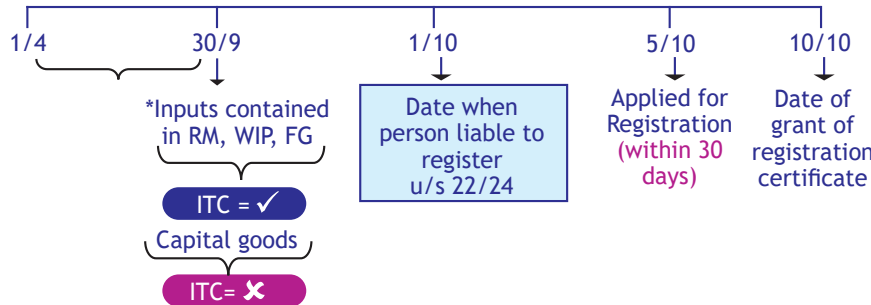 1/4
30/9
1/10
5/10
10/10
*Inputs contained
in RM, WIP, FG
ITC = ✓
Capital goods
ITC= ✘
Date when
person liable to
register
u/s 22/24
Applied for
Registration
(within 30
days)
Date of
grant of
registration
certificate